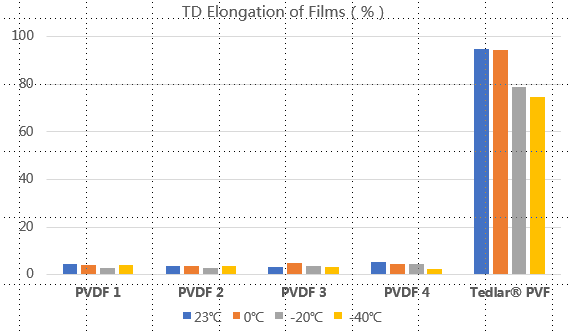 TD Elongation of Films ( % )
100
80
60
40
20
0
PVDF 1 PVDF 2 PVDF 3 PVDF 4 Tedlar® PVF
23℃ 0℃ -20℃ -40℃